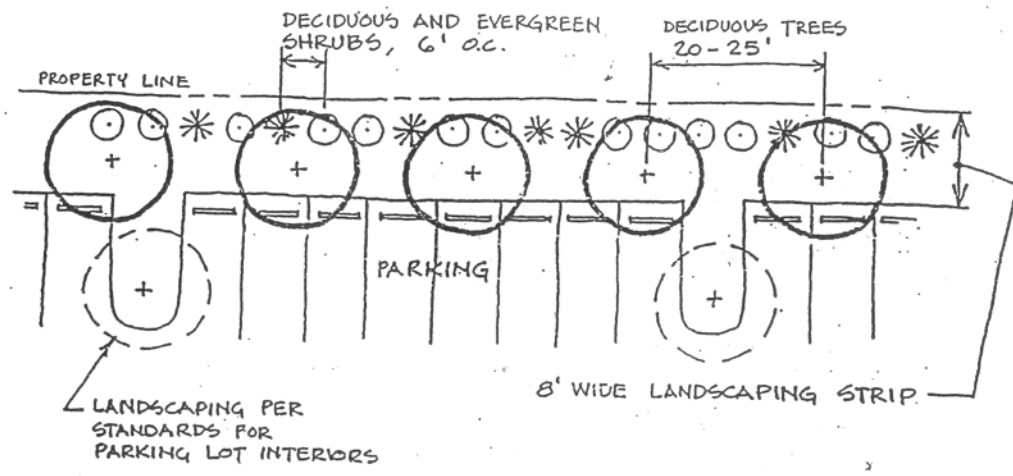 DECIDUOUS AND EVERGREEN
SHRUBS, 6' O.C.
DECIDUOUS TREES
20-25'
PROPERTY LINE
PARKING
8' WIDE LANDSCAPING STRIP
LANDSCAPING PER
STANDARDS FOR
PARKING LOT INTERIORS